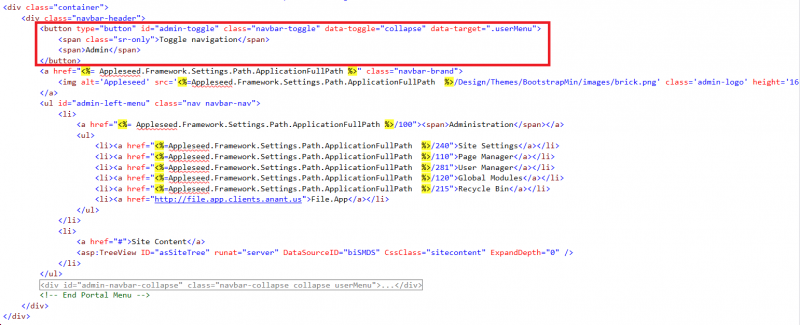 <div class="container">
<div class="navbar-header">
<button type="button" id="admin-toggle" class="navbar-toggle" data-toggle="collapse" data-target=".userMenu">
<span class="sr-only">Toggle navigation</span>
<span>Admin</span>
</button>
<a href="<%= Appleseed.Framework.Settings.Path.ApplicationFullPath %>" class="navbar-brand">
<img alt='Appleseed' src='<%=Appleseed.Framework.Settings.Path.ApplicationFullPath %>/Design/Themes/BootstrapMin/images/brick.png' class='admin-logo' height='16
</a>
<ul id="admin-left-menu" class="nav navbar-nav">
<li>
<a href="<%= Appleseed.Framework.Settings.Path.ApplicationFullPath %>/100"><span>Administration</span></a>
<ul>
<li><a href="<%=Appleseed.Framework.Settings.Path.ApplicationFullPath %>/240">Site Settings</a></li>
<li><a href="<%=Appleseed.Framework.Settings.Path.ApplicationFullPath %>/110">Page Manager</a></li>
<li><a href="<%=Appleseed.Framework.Settings.Path.ApplicationFullPath %>/281">User Manager</a></li>
<li><a href="<%=Appleseed.Framework.Settings.Path.ApplicationFullPath %>/120">Global Modules</a></li>
<li><a href="<%=Appleseed.Framework.Settings.Path.ApplicationFullPath %>/215">Recycle Bin</a></li>
<li><a href="http://file.app.clients.anant.us">File.App</a></li>
</ul>
</li>
<li>
<a href="#">Site Content</a>
<asp:TreeView ID="asSiteTree" runat="server" DataSourceID="biSMDS" CssClass="sitecontent" ExpandDepth="0" />
</li>
</ul>
<div id="admin-navbar-collapse" class="navbar-collapse collapse userMenu">...</div>
<!-- End Portal Menu -->
</div>
</div>